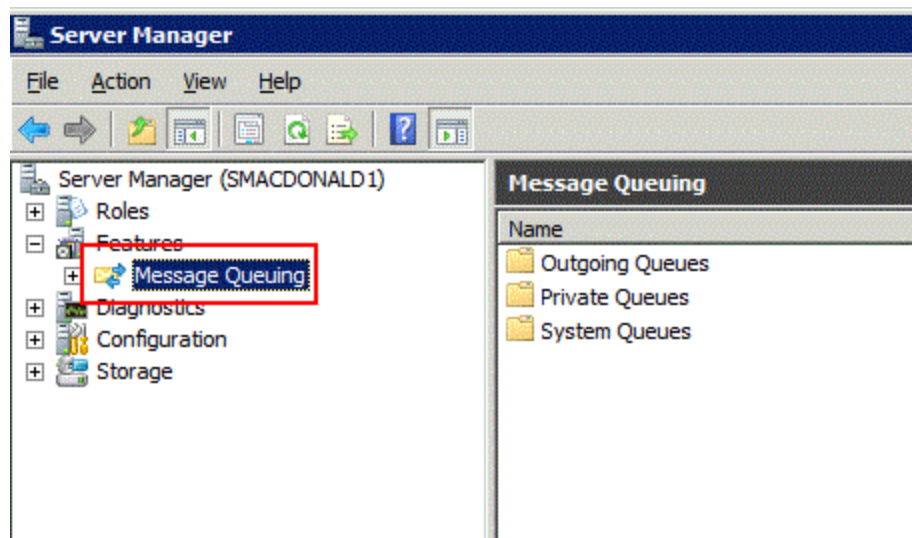 Server Manager
File Action View Help
Server Manager (SMACDONALD1)
Roles
Features
Message Queuing
Diagnostics
Configuration
Storage
Message Queuing
Name
Outgoing Queues
Private Queues
System Queues